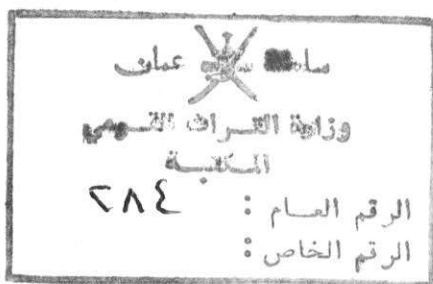 سلطنة عمان
وزارة التراث القومي
المكتبة
الرقم العام : ٢٨٤
الرقم الخاص :